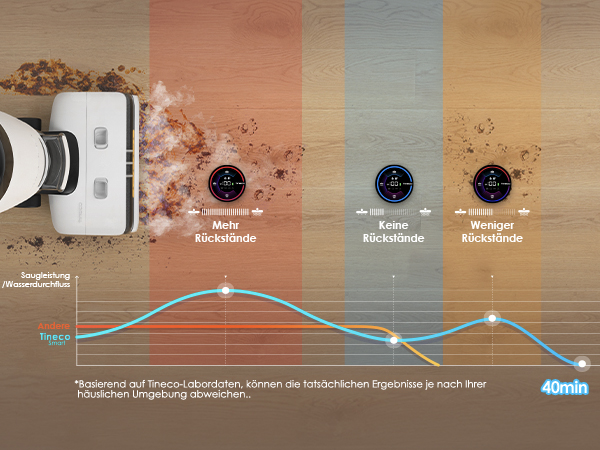 Mehr
Rückstände
Keine
Rückstände
Weniger
Rückstände
Saugleistung
/Wasserdurchfluss
Andere
Tineco
Smart
*Basierend auf Tineco-Labordaten, können die tatsächlichen Ergebnisse je nach Ihrer
häuslichen Umgebung abweichen..
40min